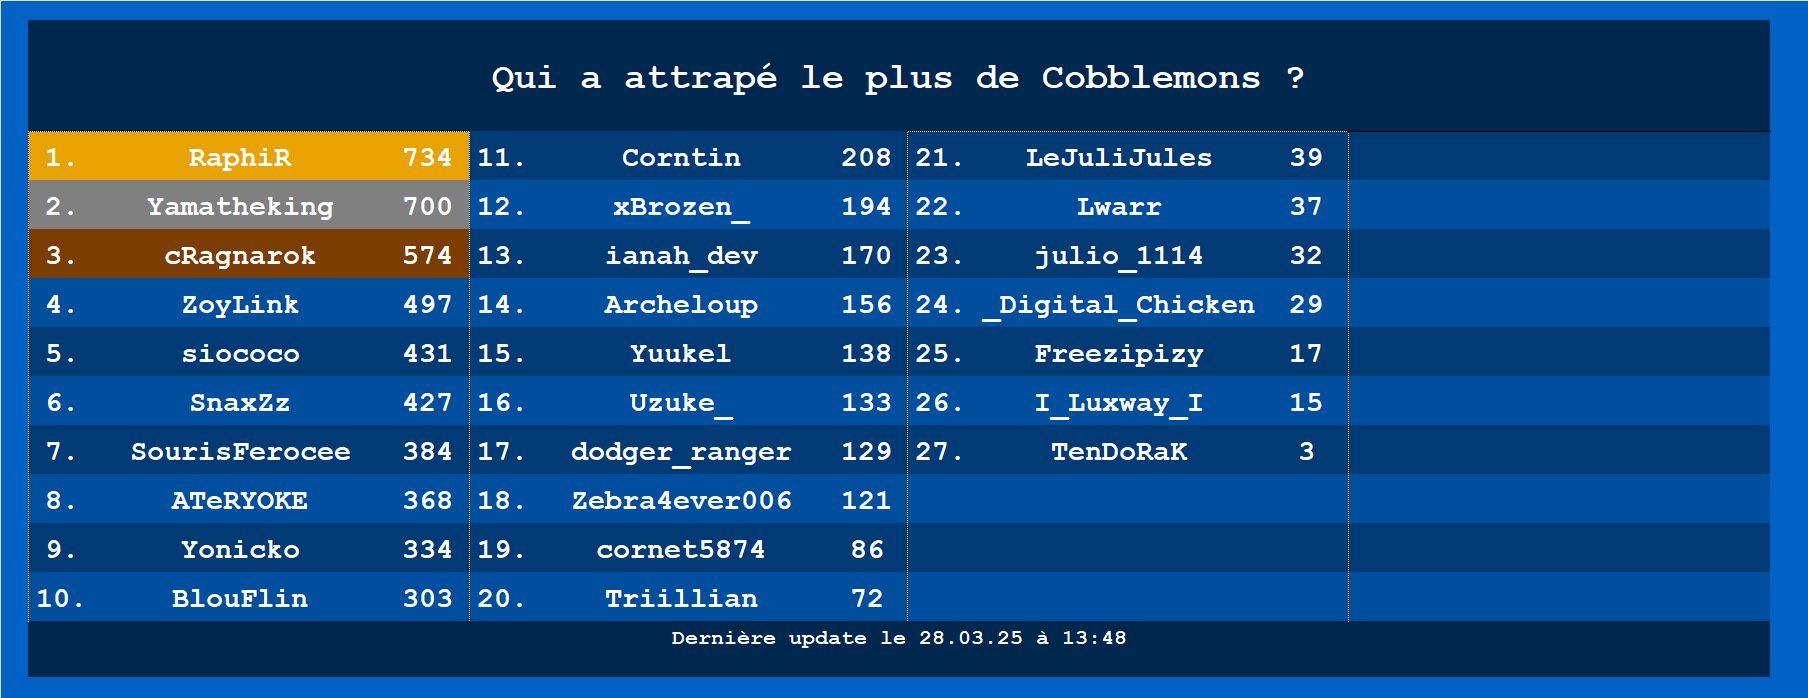 Qui a attrapé le plus de Cobblemons ?
1. RaphiR 734
2. Yamatheking 700
3. cRagnarok 574
4. ZoyLink 497
5. siococo 431
6. SnaxZz 427
7. SourisFerocee 384
8. ATeRYOKE 368
9. Yonicko 334
10. BlouFlin 303
11. Corntin 208
12. xBrozen_ 194
13. ianah_dev 170
14. Archeloup 156
15. Yuukel 138
16. Uzuke_ 133
17. dodger_ranger 129
18. Zebra4ever006 121
19. cornet5874 86
20. Triillian 72
21. LeJuliJules 39
22. Lwarr 37
23. julio_1114 32
24. _Digital_Chicken 29
25. Freezipizy 17
26. I_Luxway_I 15
27. TenDoRaK 3
Dernière update le 28.03.25 à 13:48